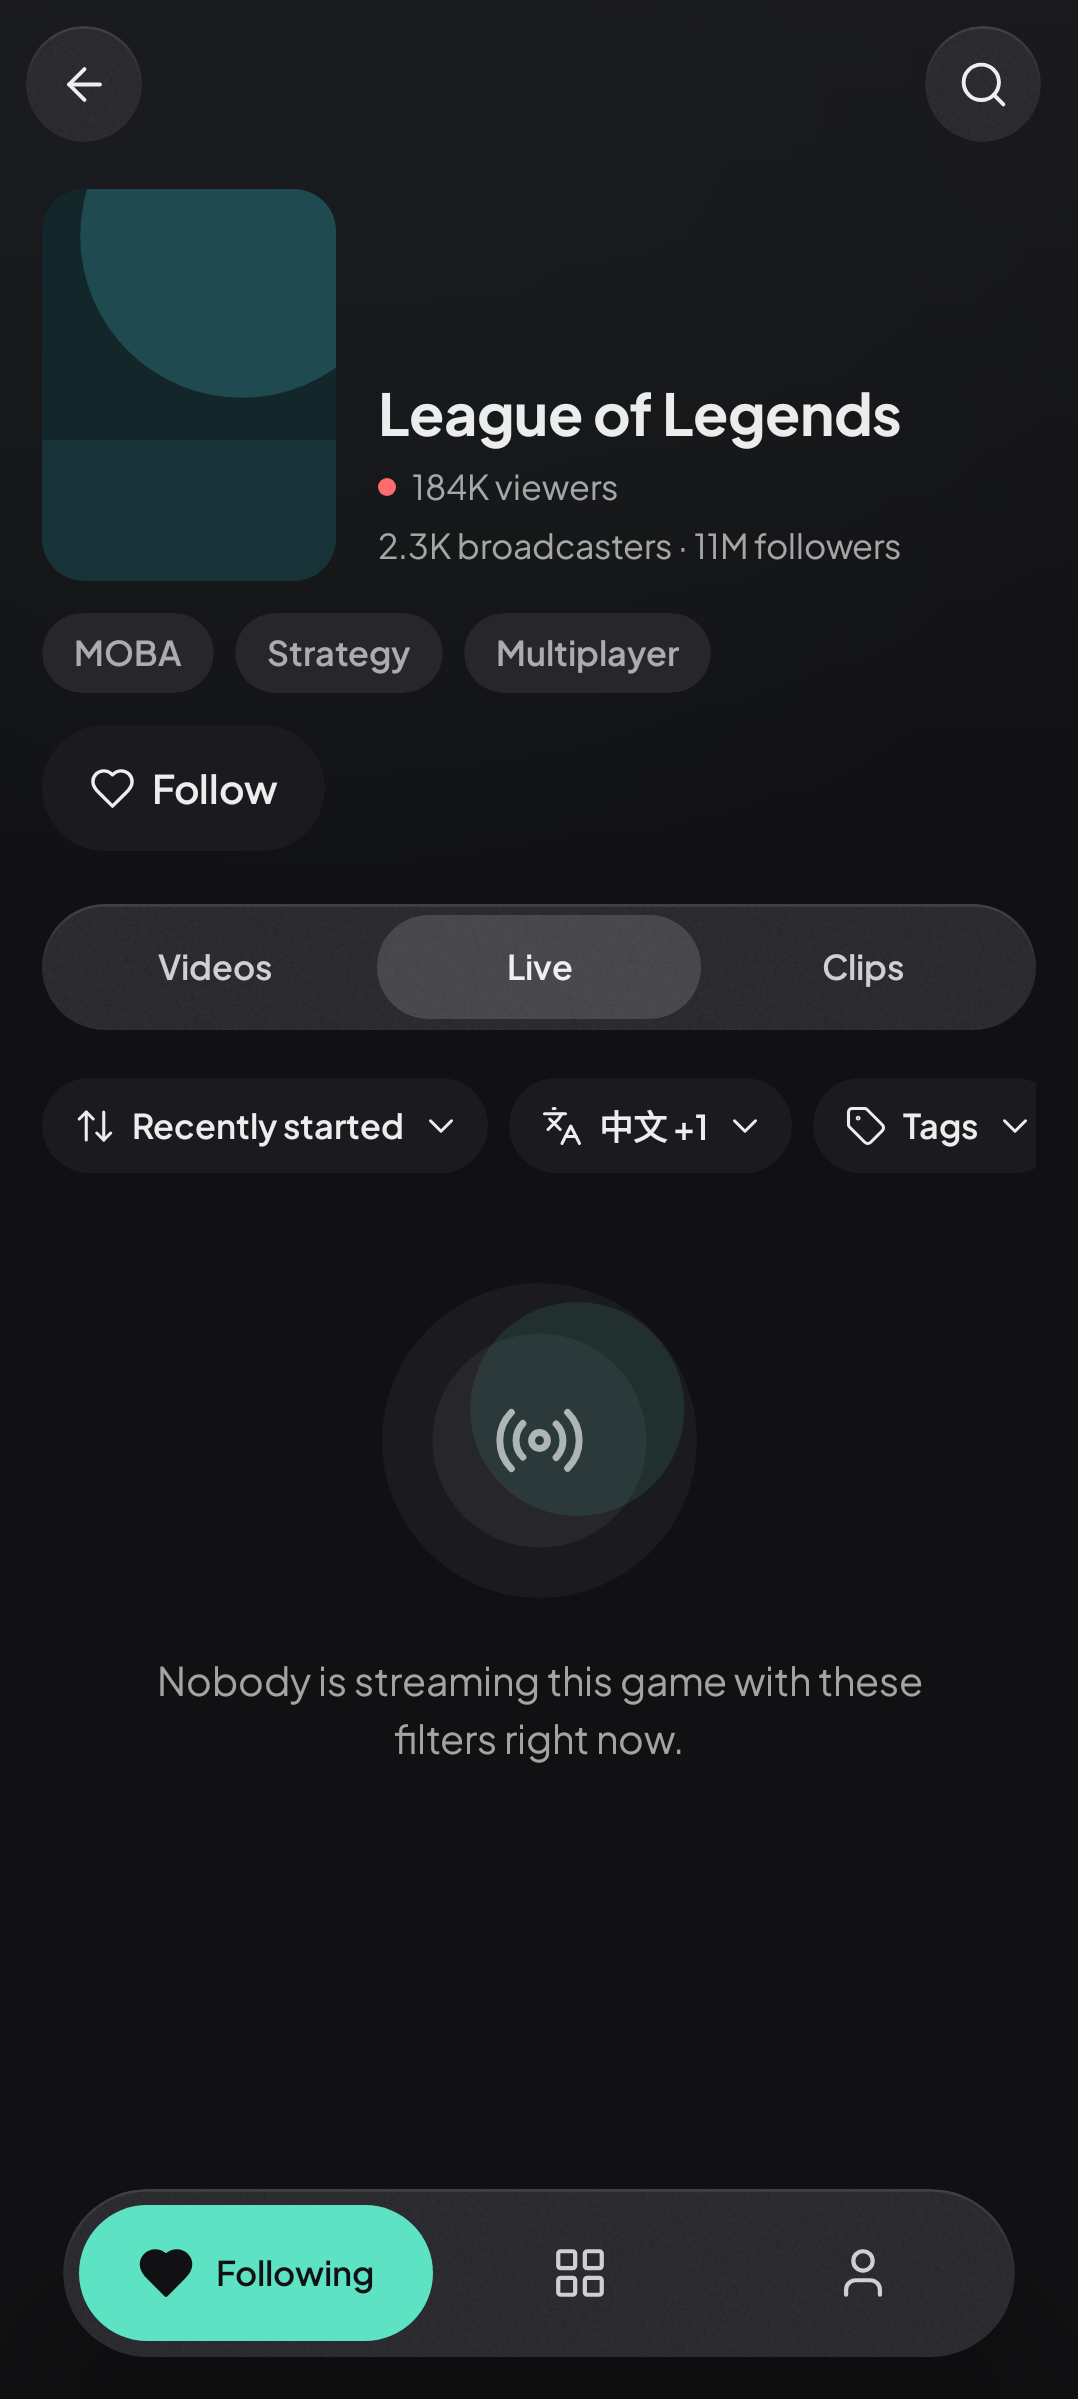 League of Legends
184K viewers
2.3K broadcasters · 11M followers
MOBA
Strategy
Multiplayer
Follow
Videos
Live
Clips
Recently started
中文 +1
Tags
Nobody is streaming this game with these
filters right now.
Following